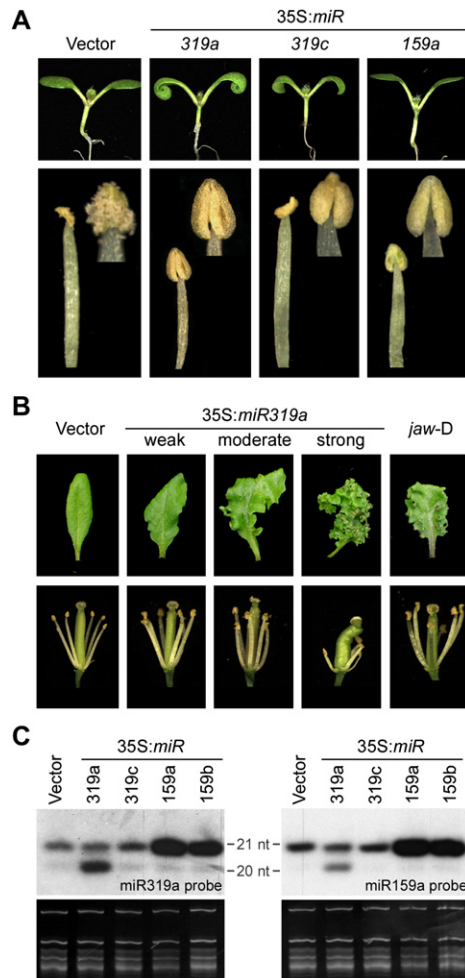 A
35S:miR
Vector 319a 319c 159a
B
35S:miR319a
Vector weak moderate strong jaw-D
C
35S:miR 35S:miR
Vector 319a 319c 159a 159b Vector 319a 319c 159a 159b
21 nt
20 nt
miR319a probe miR159a probe